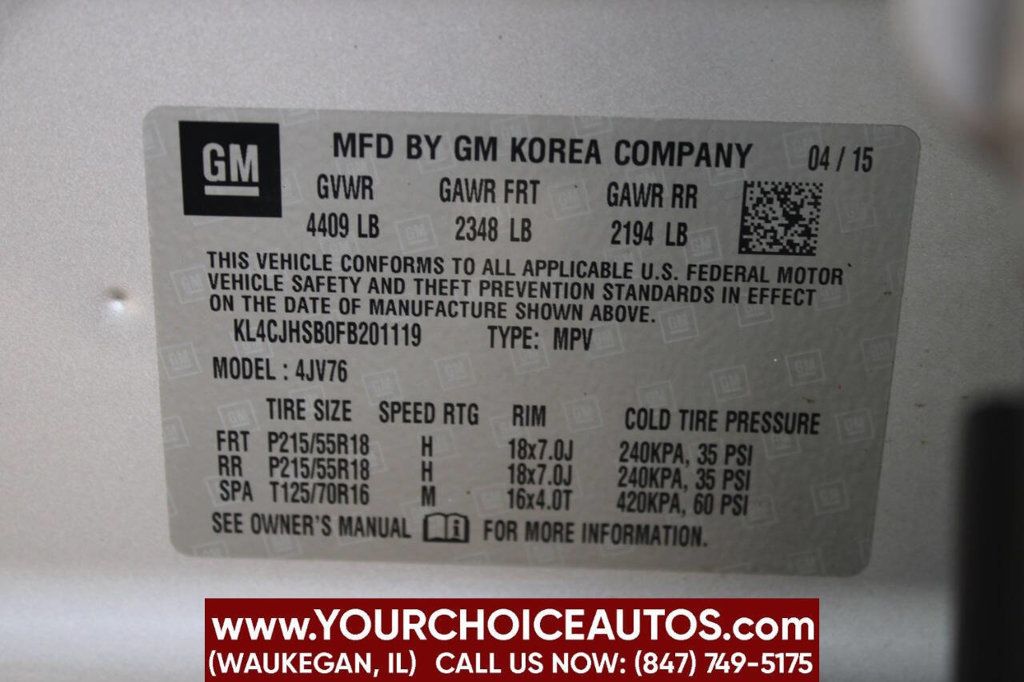 GM
MFD BY GM KOREA COMPANY 04 / 15
GVWR GAWR FRT GAWR RR
4409 LB 2348 LB 2194 LB
THIS VEHICLE CONFORMS TO ALL APPLICABLE U.S. FEDERAL MOTOR
VEHICLE SAFETY AND THEFT PREVENTION STANDARDS IN EFFECT
ON THE DATE OF MANUFACTURE SHOWN ABOVE.
KL4CJHSB0FB201119 TYPE: MPV
MODEL : 4JV76
TIRE SIZE SPEED RTG RIM COLD TIRE PRESSURE
FRT P215/55R18 H 18x7.0J 240KPA, 35 PSI
RR P215/55R18 H 18x7.0J 240KPA, 35 PSI
SPA T125/70R16 M 16x4.0T 420KPA, 60 PSI
SEE OWNER'S MANUAL i FOR MORE INFORMATION.
www.YOURCHOICEAUTOS.com
(WAUKEGAN, IL) CALL US NOW: (847) 749-5175